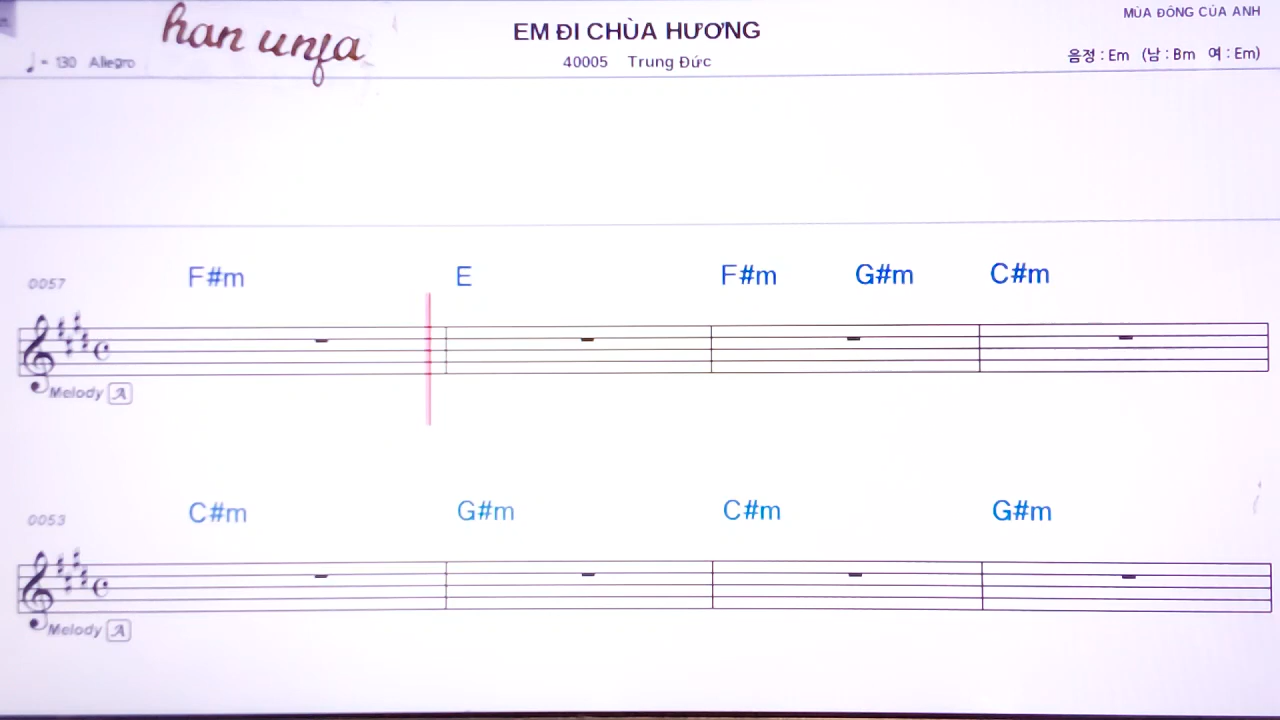 han unfa
EM ĐI CHÙA HƯƠNG
MÙA ĐÔNG CỦA ANH
♩ = 130 Allegro
40005 Trung Đức
음정 : Em (남 : Bm 여 : Em)
0057 F#m E F#m G#m C#m
Melody A
0053 C#m G#m C#m G#m
Melody A